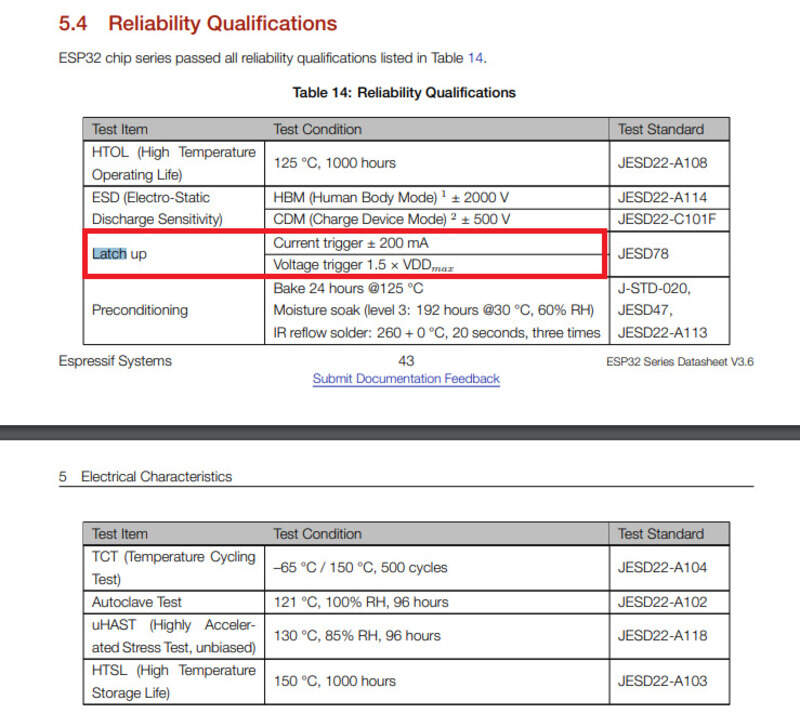 5.4 Reliability Qualifications
ESP32 chip series passed all reliability qualifications listed in Table 14.
Table 14: Reliability Qualifications
Test Item Test Condition Test Standard
HTOL (High Temperature
Operating Life)
125 °C, 1000 hours
JESD22-A108
ESD (Electro-Static
Discharge Sensitivity)
HBM (Human Body Mode) 1 ± 2000 V JESD22-A114
CDM (Charge Device Mode) 2 ± 500 V JESD22-C101F
Latch up
Current trigger ± 200 mA
Voltage trigger 1.5 × VDDmax
JESD78
Preconditioning
Bake 24 hours @125 °C
Moisture soak (level 3: 192 hours @30 °C, 60% RH)
IR reflow solder: 260 + 0 °C, 20 seconds, three times
J-STD-020,
JESD47,
JESD22-A113
Espressif Systems 43 ESP32 Series Datasheet V3.6
Submit Documentation Feedback
5 Electrical Characteristics
Test Item Test Condition Test Standard
TCT (Temperature Cycling
Test)
–65 °C / 150 °C, 500 cycles
JESD22-A104
Autoclave Test 121 °C, 100% RH, 96 hours JESD22-A102
uHAST (Highly Acceler-
ated Stress Test, unbiased)
130 °C, 85% RH, 96 hours
JESD22-A118
HTSL (High Temperature
Storage Life)
150 °C, 1000 hours
JESD22-A103